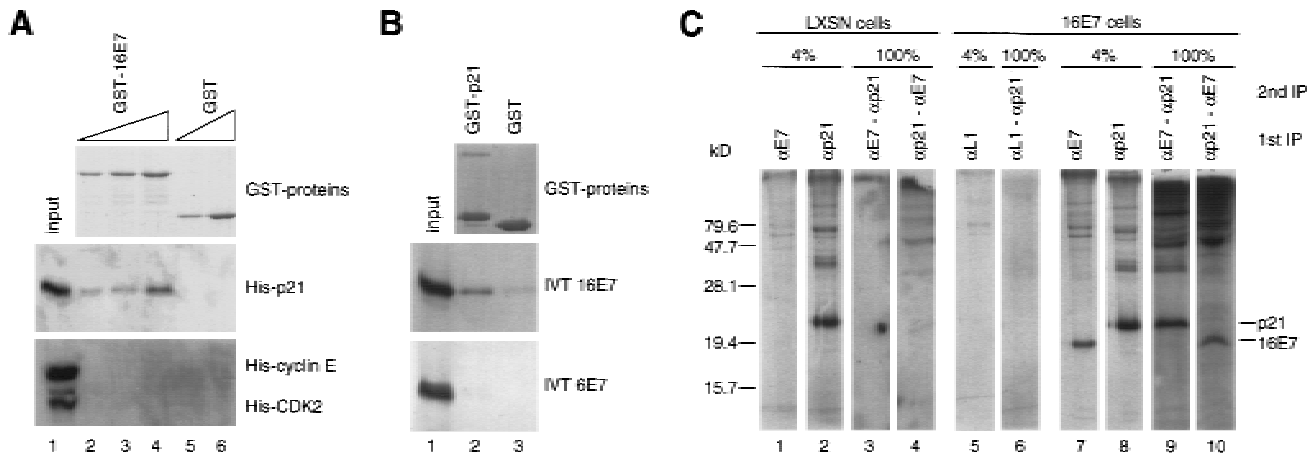 A
GST-16E7
GST
input
GST-proteins
His-p21
His-cyclin E
His-CDK2
1 2 3 4 5 6
B
GST-p21
GST
input
GST-proteins
IVT 16E7
IVT 6E7
1 2 3
C
LXSN cells 16E7 cells
4% 100% 4% 100% 4% 100%
αE7 - αp21 αp21 - αE7 αL1 - αp21 αE7 - αp21 αp21 - αE7 2nd IP
αE7 αp21 αL1 αE7 αp21 1st IP
kD
79.6
47.7
28.1
19.4
15.7
p21
16E7
1 2 3 4 5 6 7 8 9 10